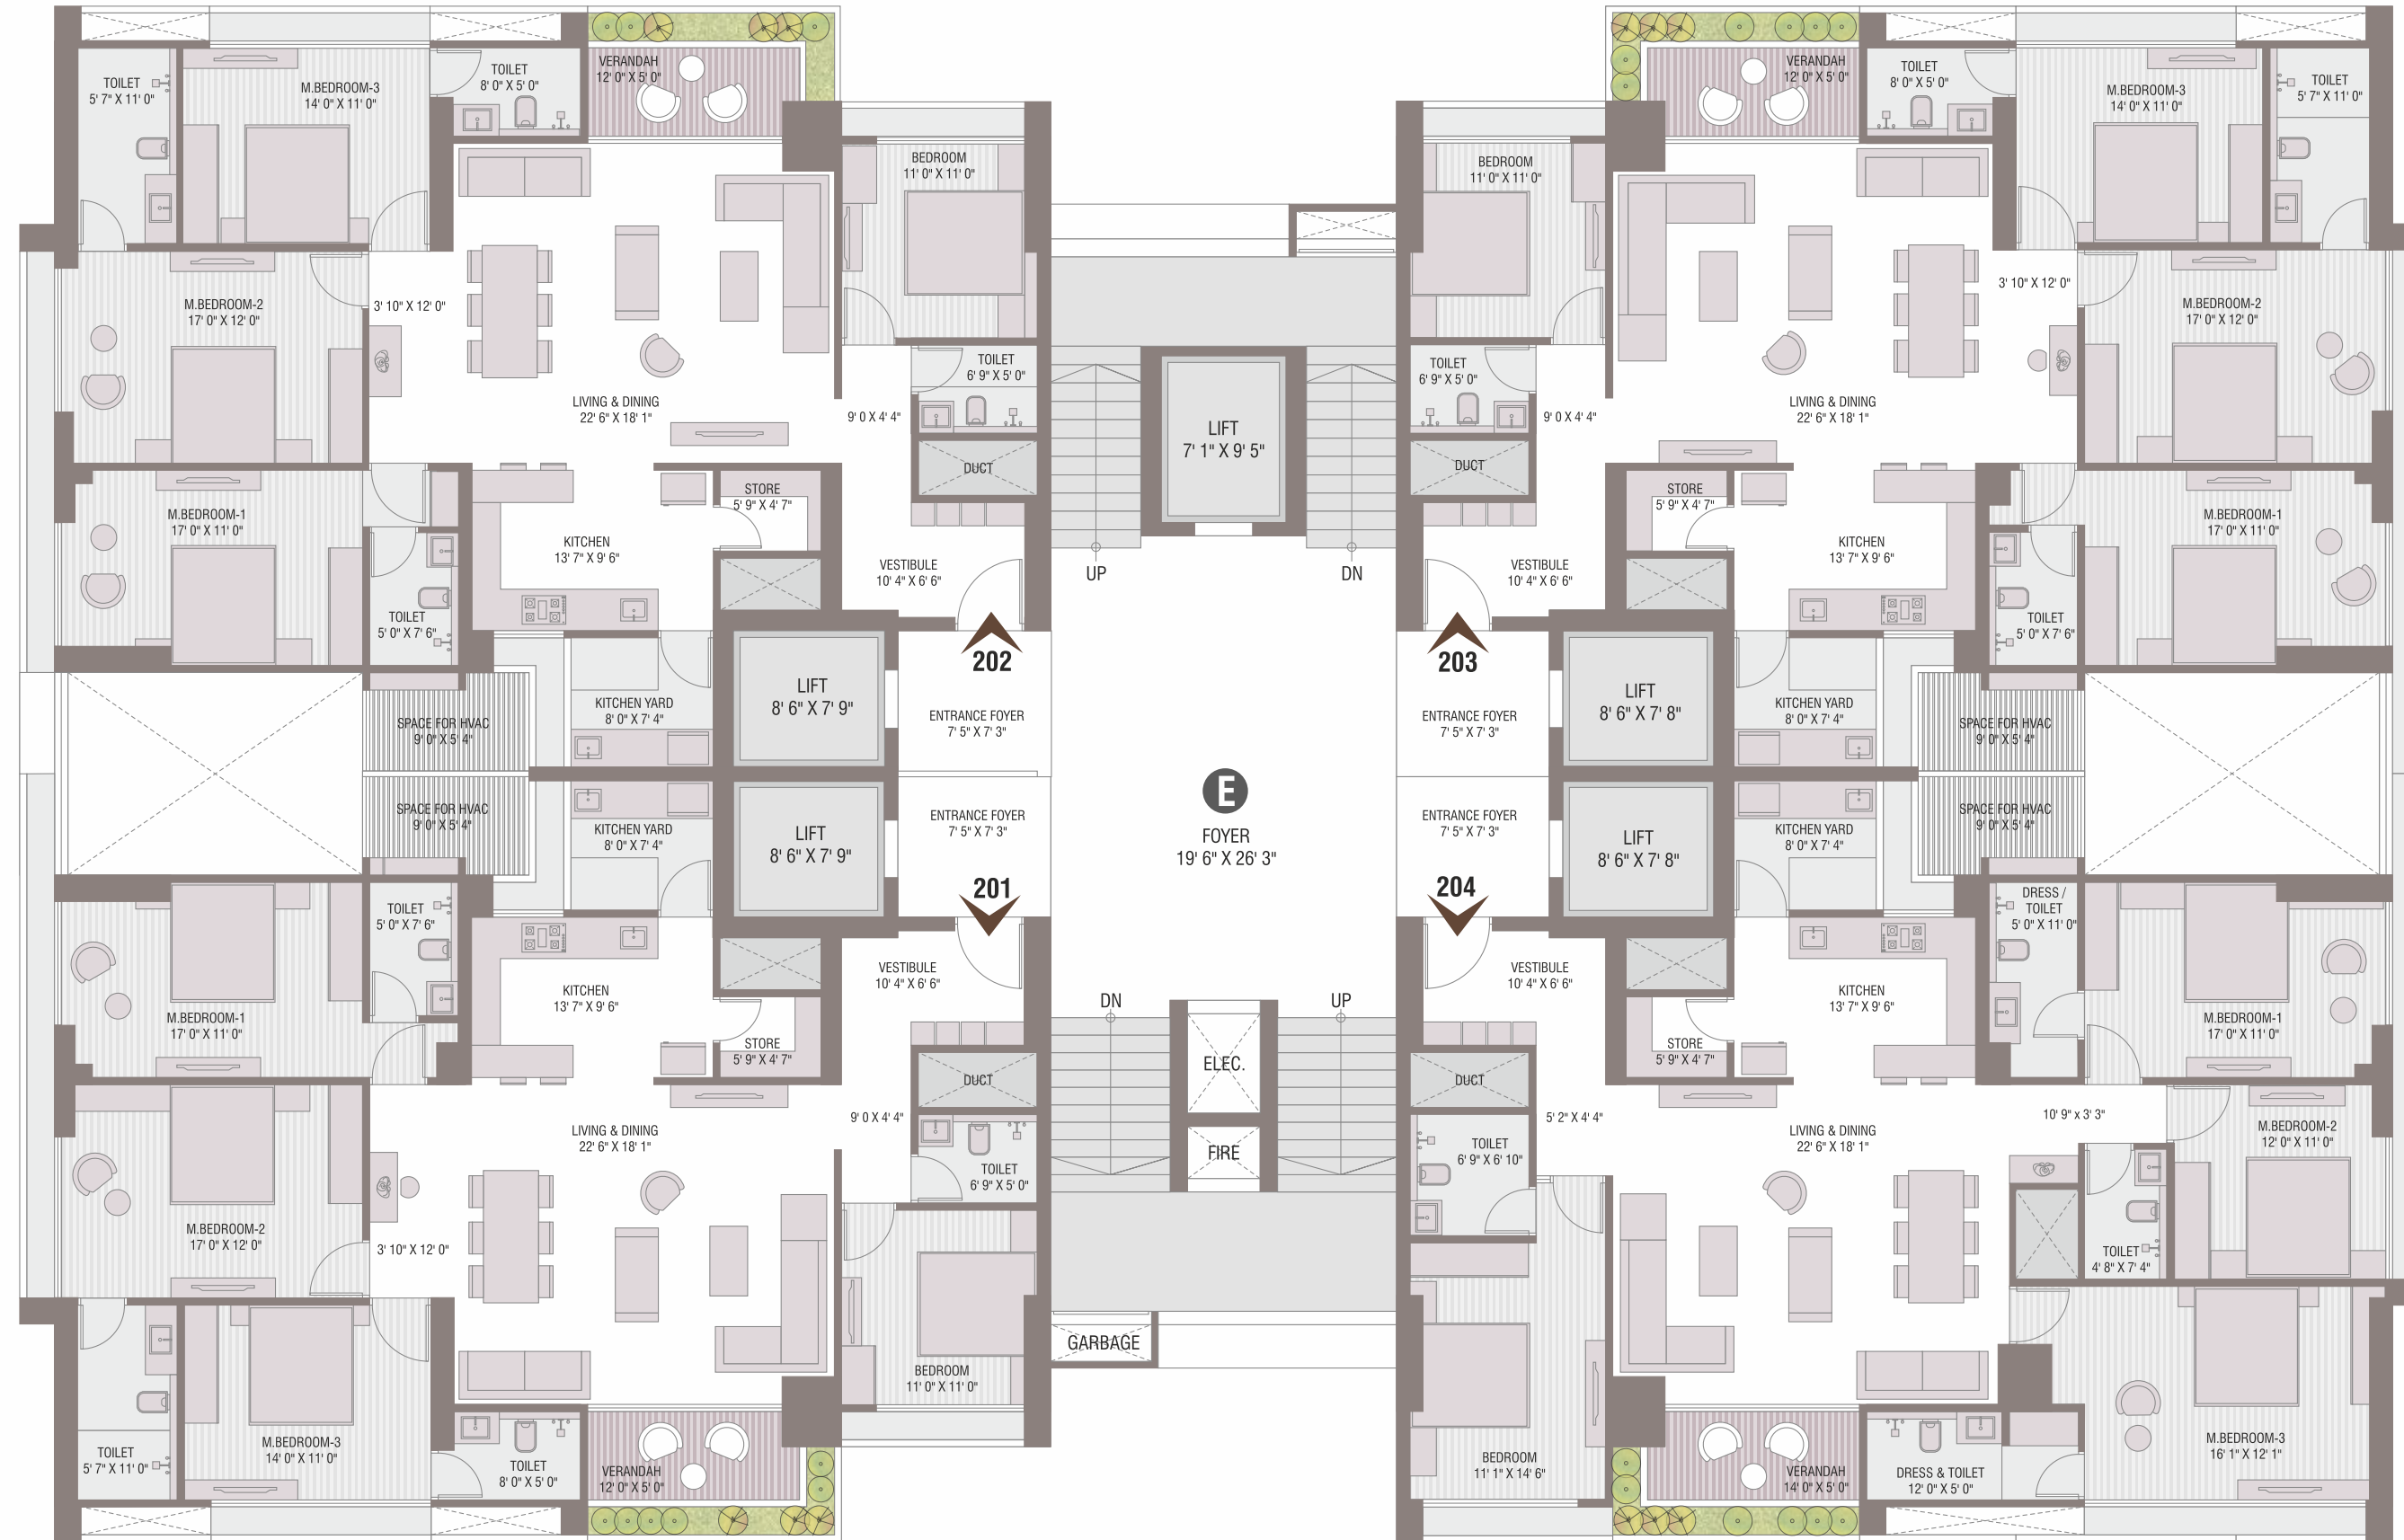 TOILET
5' 7" X 11' 0"
M.BEDROOM-3
14' 0" X 11' 0"
TOILET
8' 0" X 5' 0"
VERANDAH
12' 0" X 5' 0"
BEDROOM
11' 0" X 11' 0"
M.BEDROOM-2
17' 0" X 12' 0"
3' 10" X 12' 0"
LIVING & DINING
22' 6" X 18' 1"
TOILET
6' 9" X 5' 0"
9' 0 X 4' 4"
DUCT
M.BEDROOM-1
17' 0" X 11' 0"
TOILET
5' 0" X 7' 6"
KITCHEN
13' 7" X 9' 6"
STORE
5' 9" X 4' 7"
VESTIBULE
10' 4" X 6' 6"
202
SPACE FOR HVAC
9' 0" X 5' 4"
KITCHEN YARD
8' 0" X 7' 4"
LIFT
8' 6" X 7' 9"
ENTRANCE FOYER
7' 5" X 7' 3"
LIFT
7' 1" X 9' 5"
UP
DN
BEDROOM
11' 0" X 11' 0"
VERANDAH
12' 0" X 5' 0"
TOILET
8' 0" X 5' 0"
M.BEDROOM-3
14' 0" X 11' 0"
TOILET
5' 7" X 11' 0"
TOILET
6' 9" X 5' 0"
9' 0 X 4' 4"
LIVING & DINING
22' 6" X 18' 1"
3' 10" X 12' 0"
M.BEDROOM-2
17' 0" X 12' 0"
DUCT
STORE
5' 9" X 4' 7"
VESTIBULE
10' 4" X 6' 6"
KITCHEN
13' 7" X 9' 6"
TOILET
5' 0" X 7' 6"
M.BEDROOM-1
17' 0" X 11' 0"
203
ENTRANCE FOYER
7' 5" X 7' 3"
LIFT
8' 6" X 7' 8"
KITCHEN YARD
8' 0" X 7' 4"
SPACE FOR HVAC
9' 0" X 5' 4"
E
FOYER
19' 6" X 26' 3"
SPACE FOR HVAC
9' 0" X 5' 4"
KITCHEN YARD
8' 0" X 7' 4"
LIFT
8' 6" X 7' 9"
ENTRANCE FOYER
7' 5" X 7' 3"
201
TOILET
5' 0" X 7' 6"
M.BEDROOM-1
17' 0" X 11' 0"
KITCHEN
13' 7" X 9' 6"
STORE
5' 9" X 4' 7"
VESTIBULE
10' 4" X 6' 6"
DUCT
9' 0 X 4' 4"
LIVING & DINING
22' 6" X 18' 1"
TOILET
6' 9" X 5' 0"
M.BEDROOM-2
17' 0" X 12' 0"
3' 10" X 12' 0"
BEDROOM
11' 0" X 11' 0"
TOILET
5' 7" X 11' 0"
M.BEDROOM-3
14' 0" X 11' 0"
TOILET
8' 0" X 5' 0"
VERANDAH
12' 0" X 5' 0"
DN
UP
ELEC.
FIRE
GARBAGE
ENTRANCE FOYER
7' 5" X 7' 3"
204
LIFT
8' 6" X 7' 8"
KITCHEN YARD
8' 0" X 7' 4"
SPACE FOR HVAC
9' 0" X 5' 4"
VESTIBULE
10' 4" X 6' 6"
STORE
5' 9" X 4' 7"
KITCHEN
13' 7" X 9' 6"
DRESS /
TOILET
5' 0" X 11' 0"
M.BEDROOM-1
17' 0" X 11' 0"
DUCT
5' 2" X 4' 4"
LIVING & DINING
22' 6" X 18' 1"
10' 9" x 3' 3"
M.BEDROOM-2
12' 0" X 11' 0"
TOILET
6' 9" X 6' 10"
TOILET
4' 8" X 7' 4"
BEDROOM
11' 1" X 14' 6"
VERANDAH
14' 0" X 5' 0"
DRESS & TOILET
12' 0" X 5' 0"
M.BEDROOM-3
16' 1" X 12' 1"